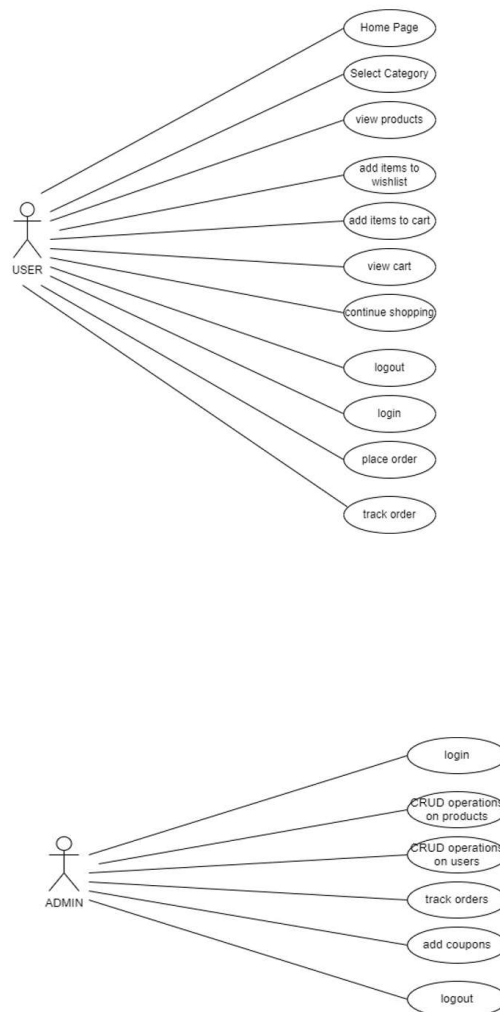 Home Page
Select Category
view products
add items to
wishlist
add items to cart
view cart
continue shopping
logout
login
place order
track order
USER
login
CRUD operations
on products
CRUD operations
on users
track orders
add coupons
logout
ADMIN